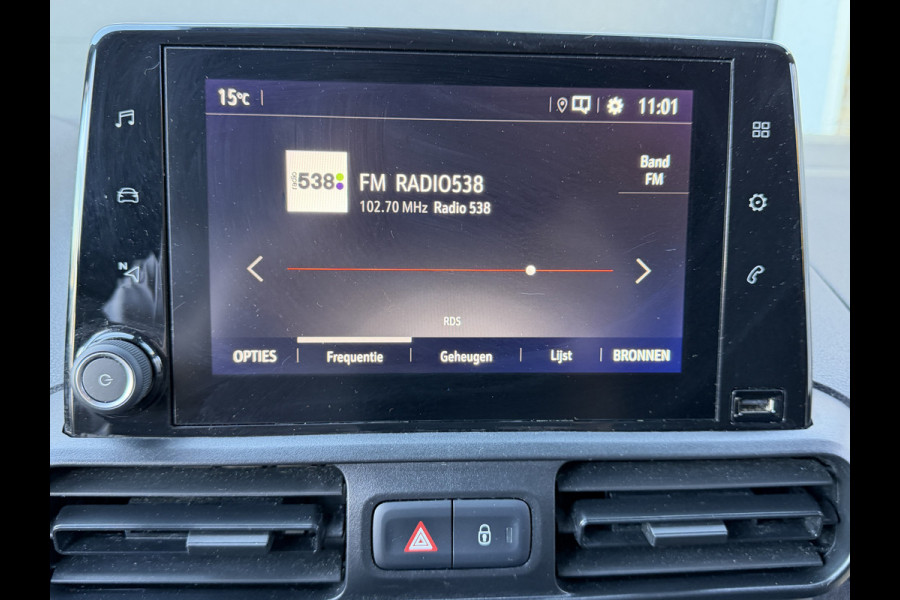 15°C
11:01
radio 538
FM RADIO538
102.70 MHz Radio 538
Band
FM
N
RDS
OPTIES
Frequentie
Geheugen
Lijst
BRONNEN